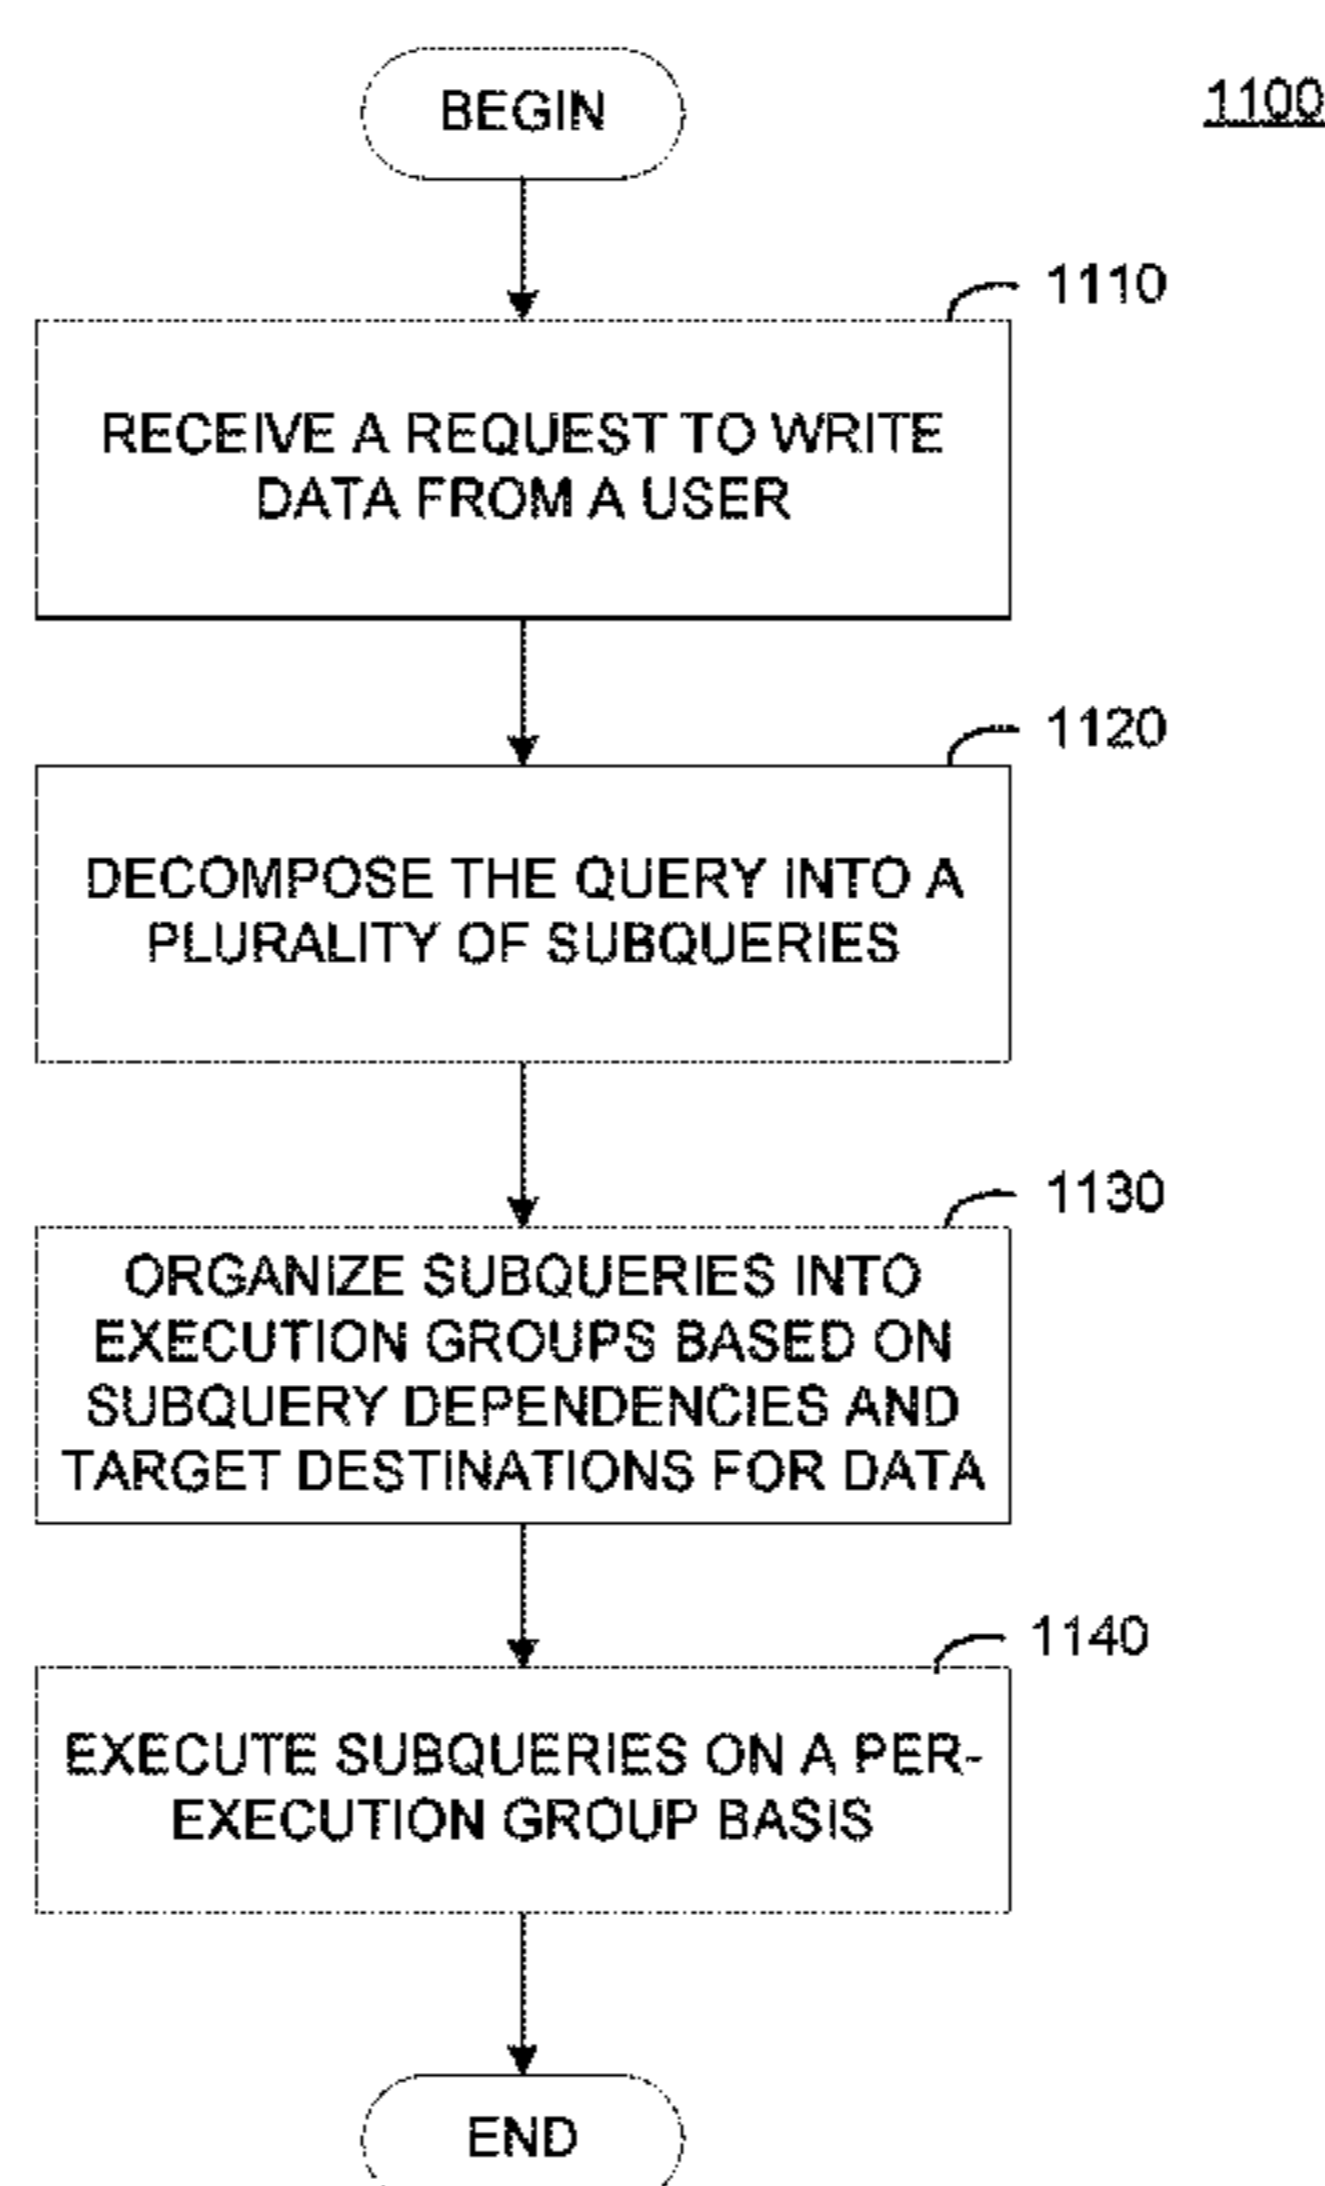 BEGIN
1100
1110
RECEIVE A REQUEST TO WRITE
DATA FROM A USER
1120
DECOMPOSE THE QUERY INTO A
PLURALITY OF SUBQUERIES
1130
ORGANIZE SUBQUERIES INTO
EXECUTION GROUPS BASED ON
SUBQUERY DEPENDENCIES AND
TARGET DESTINATIONS FOR DATA
1140
EXECUTE SUBQUERIES ON A PER-
EXECUTION GROUP BASIS
END